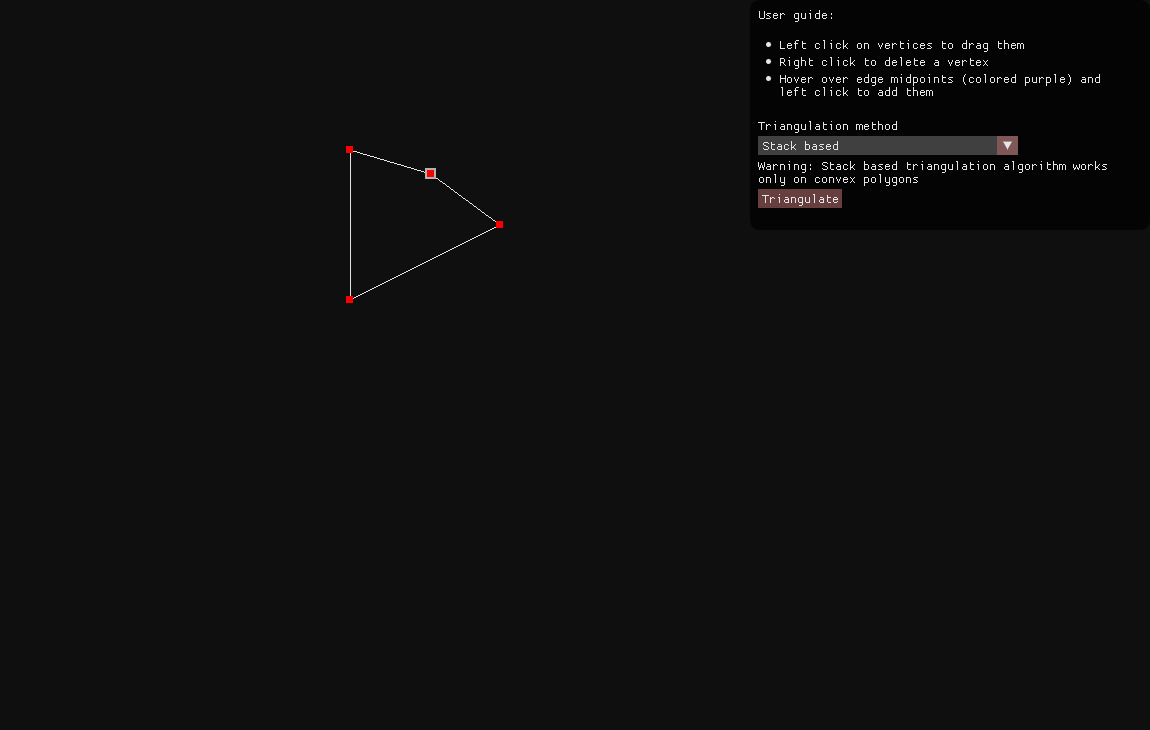 User guide:
Left click on vertices to drag them
Right click to delete a vertex
Hover over edge midpoints (colored purple) and
left click to add them
Triangulation method
Stack based
Warning: Stack based triangulation algorithm works
only on convex polygons
Triangulate